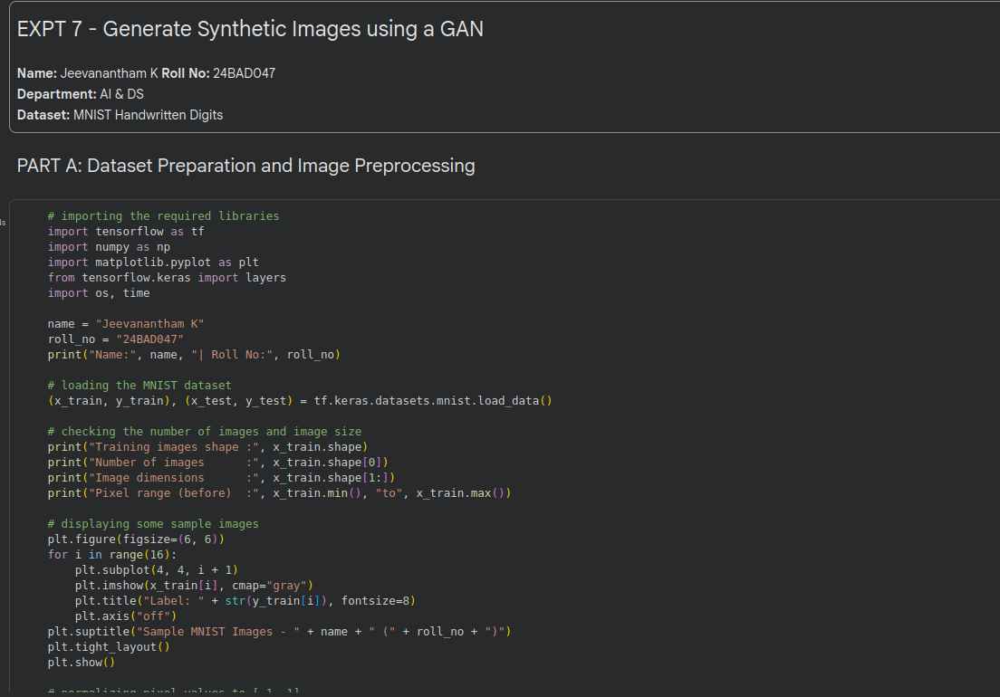 EXPT 7 - Generate Synthetic Images using a GAN
Name: Jeevanantham K Roll No: 24BAD047
Department: AI & DS
Dataset: MNIST Handwritten Digits
PART A: Dataset Preparation and Image Preprocessing
# importing the required libraries
import tensorflow as tf
import numpy as np
import matplotlib.pyplot as plt
from tensorflow.keras import layers
import os, time
name = "Jeevanantham K"
roll_no = "24BAD047"
print("Name:", name, "| Roll No:", roll_no)
# loading the MNIST dataset
(x_train, y_train), (x_test, y_test) = tf.keras.datasets.mnist.load_data()
# checking the number of images and image size
print("Training images shape :", x_train.shape)
print("Number of images      :", x_train.shape[0])
print("Image dimensions      :", x_train.shape[1:])
print("Pixel range (before)  :", x_train.min(), "to", x_train.max())
# displaying some sample images
plt.figure(figsize=(6, 6))
for i in range(16):
    plt.subplot(4, 4, i + 1)
    plt.imshow(x_train[i], cmap="gray")
    plt.title("Label: " + str(y_train[i]), fontsize=8)
    plt.axis("off")
plt.suptitle("Sample MNIST Images - " + name + " (" + roll_no + ")")
plt.tight_layout()
plt.show()
# normalizing pixel values to [-1, 1]